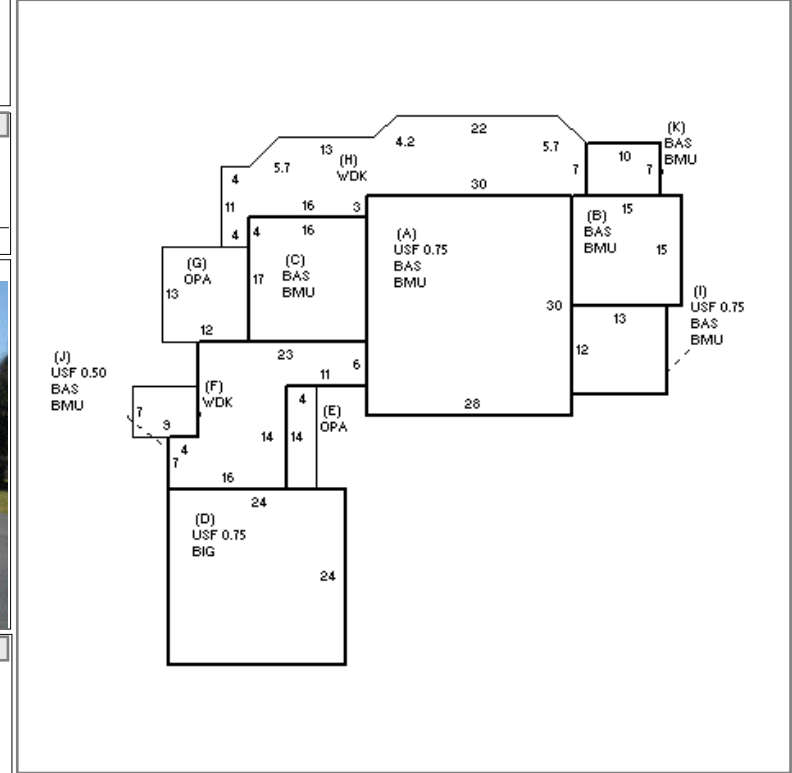 22
(K)
BAS
BMU
13
4.2
5.7
(H)
WDK
10
7
7
4
5.7
30
11
16
3
15
4
4
16
(A)
USF 0.75
BAS
BMU
(B)
BAS
BMU
15
(G)
OPA
(C)
BAS
BMU
17
13
30
(I)
USF 0.75
BAS
BMU
13
12
23
6
12
(J)
USF 0.50
BAS
BMU
11
(F)
WDK
4
(E)
OPA
28
7
9
14
14
4
7
16
24
(D)
USF 0.75
BIG
24